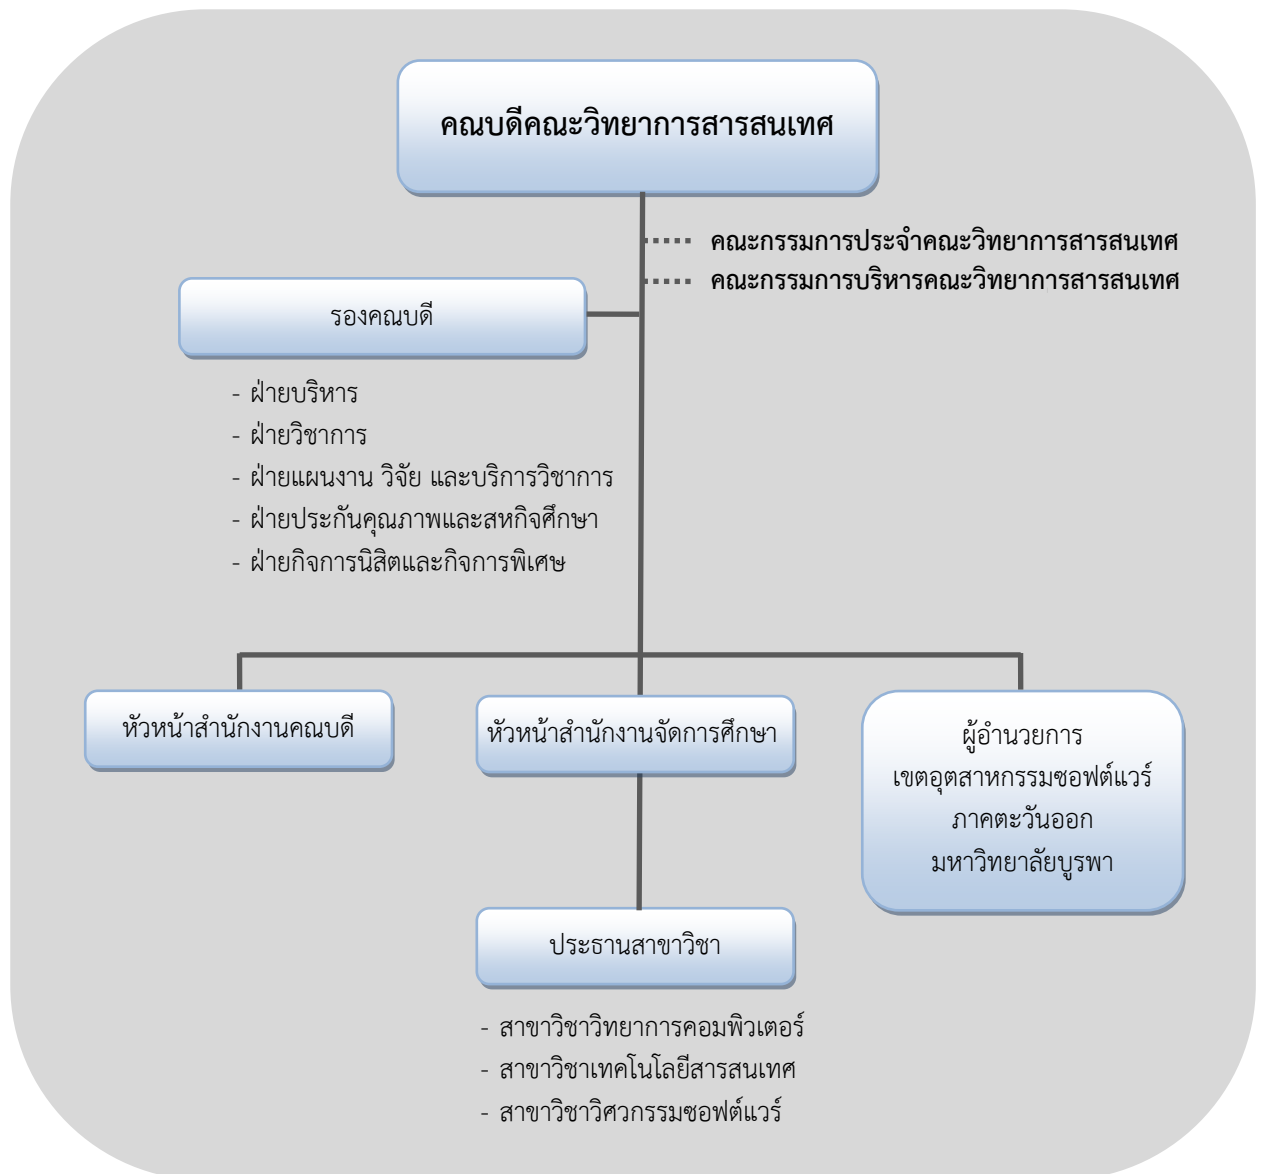 คณบดีคณะวิทยาการสารสนเทศ
คณะกรรมการประจำคณะวิทยาการสารสนเทศ
คณะกรรมการบริหารคณะวิทยาการสารสนเทศ
รองคณบดี
- ฝ่ายบริหาร
- ฝ่ายวิชาการ
- ฝ่ายแผนงาน วิจัย และบริการวิชาการ
- ฝ่ายประกันคุณภาพและสหกิจศึกษา
- ฝ่ายกิจการนิสิตและกิจการพิเศษ
หัวหน้าสำนักงานคณบดี
หัวหน้าสำนักงานจัดการศึกษา
ผู้อำนวยการ
เขตอุตสาหกรรมซอฟต์แวร์
ภาคตะวันออก
มหาวิทยาลัยบูรพา
ประธานสาขาวิชา
- สาขาวิชาวิทยาการคอมพิวเตอร์
- สาขาวิชาเทคโนโลยีสารสนเทศ
- สาขาวิชาวิศวกรรมซอฟต์แวร์